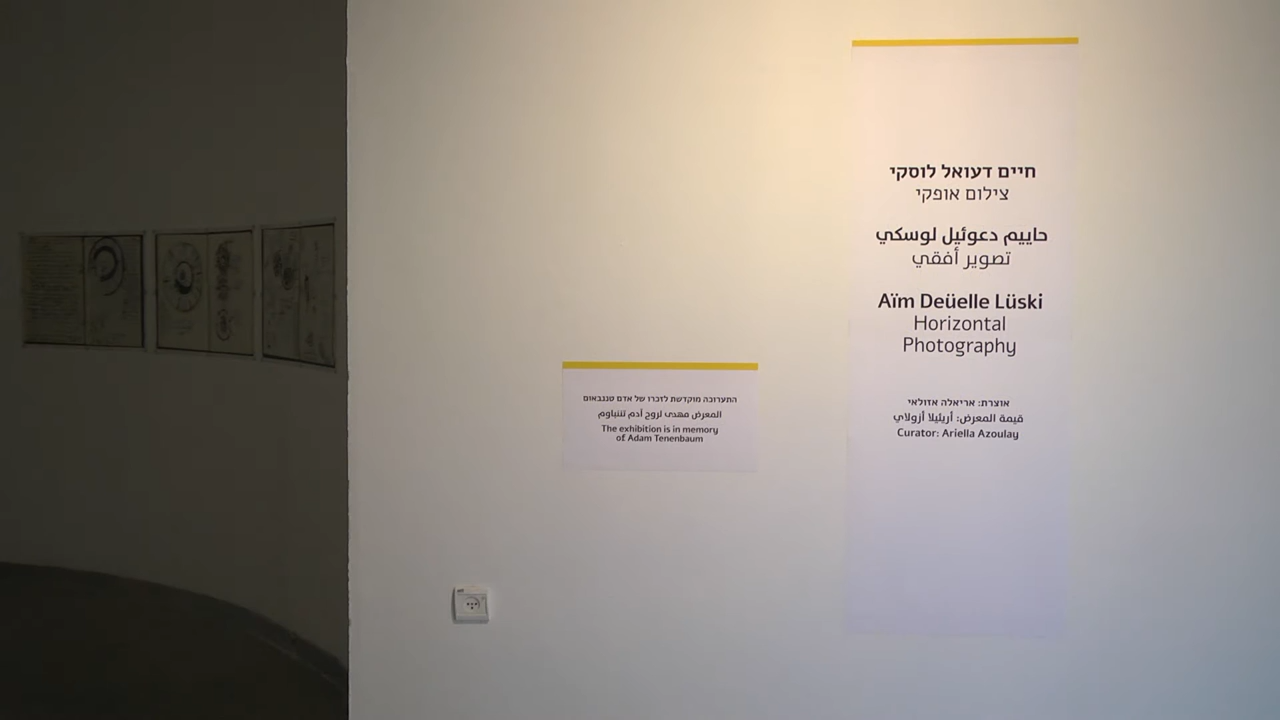 חיים דעואל לוסקי
צילום אופקי
حاييم دعوئيل لوسكي
تصوير أفقي
Aïm Deüelle Lüski
Horizontal
Photography
אוצרת: אריאלה אזולאי
قيمة المعرض: أريئيلا أزولاي
Curator: Ariella Azoulay
התערוכה מוקדשת לזכרו של אדם טננבאום
المعرض مهدى لروح آدم تننباوم
The exhibition is in memory
of Adam Tenenbaum